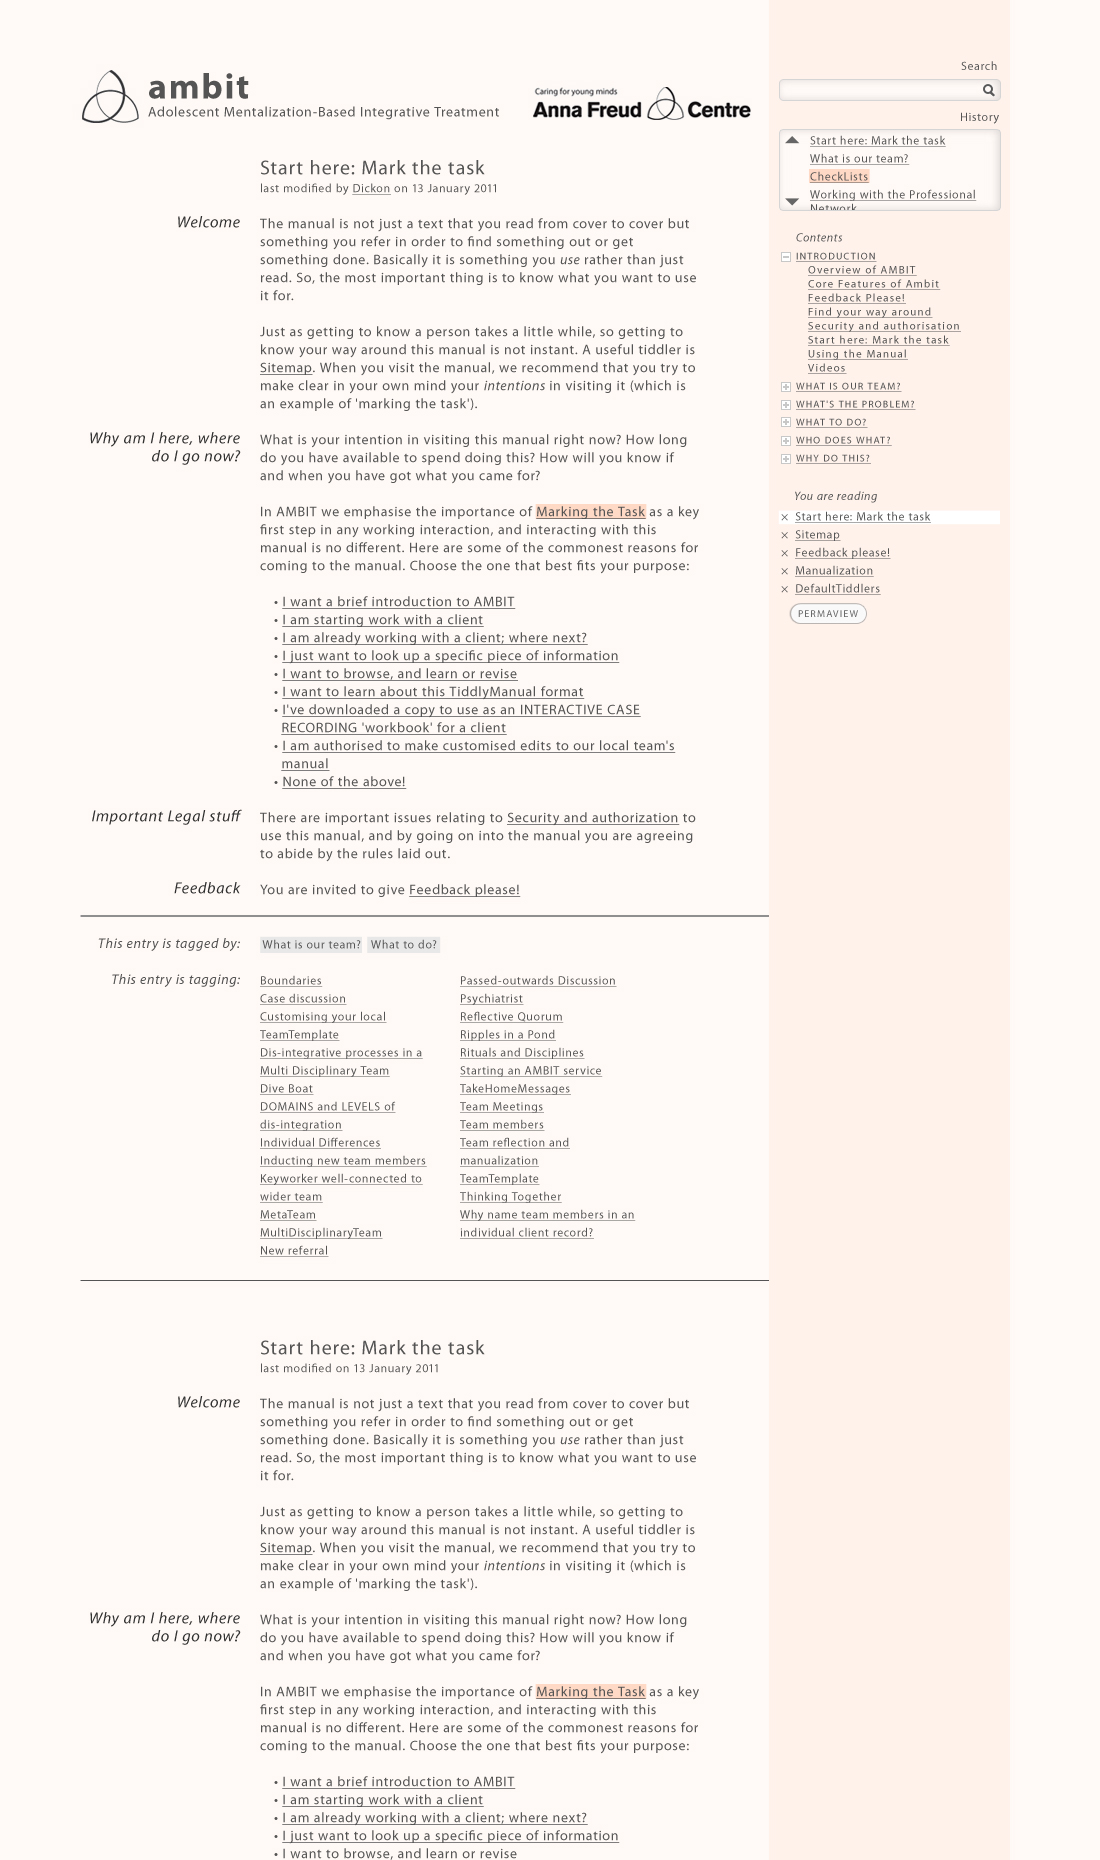 ambit
Adolescent Mentalization-Based Integrative Treatment
Caring for young minds
Anna Freud Centre
Start here: Mark the task
last modified by Dickon on 13 January 2011
Welcome
The manual is not just a text that you read from cover to cover but
something you refer in order to find something out or get
something done. Basically it is something you use rather than just
read. So, the most important thing is to know what you want to use
it for.
Just as getting to know a person takes a little while, so getting to
know your way around this manual is not instant. A useful tiddler is
Sitemap. When you visit the manual, we recommend that you try to
make clear in your own mind your intentions in visiting it (which is
an example of 'marking the task').
Why am I here, where
do I go now?
What is your intention in visiting this manual right now? How long
do you have available to spend doing this? How will you know if
and when you have got what you came for?
In AMBIT we emphasise the importance of Marking the Task as a key
first step in any working interaction, and interacting with this
manual is no different. Here are some of the commonest reasons for
coming to the manual. Choose the one that best fits your purpose:
• I want a brief introduction to AMBIT
• I am starting work with a client
• I am already working with a client; where next?
• I just want to look up a specific piece of information
• I want to browse, and learn or revise
• I want to learn about this TiddlyManual format
• I've downloaded a copy to use as an INTERACTIVE CASE
RECORDING 'workbook' for a client
• I am authorised to make customised edits to our local team's
manual
• None of the above!
Important Legal stuff
There are important issues relating to Security and authorization to
use this manual, and by going on into the manual you are agreeing
to abide by the rules laid out.
Feedback
You are invited to give Feedback please!
This entry is tagged by:
What is our team? What to do?
This entry is tagging:
Boundaries
Case discussion
Customising your local
TeamTemplate
Dis-integrative processes in a
Multi Disciplinary Team
Dive Boat
DOMAINS and LEVELS of
dis-integration
Individual Differences
Inducting new team members
Keyworker well-connected to
wider team
MetaTeam
MultiDisciplinaryTeam
New referral
Passed-outwards Discussion
Psychiatrist
Reflective Quorum
Ripples in a Pond
Rituals and Disciplines
Starting an AMBIT service
TakeHomeMessages
Team Meetings
Team members
Team reflection and
manualization
TeamTemplate
Thinking Together
Why name team members in an
individual client record?
Start here: Mark the task
last modified on 13 January 2011
Welcome
The manual is not just a text that you read from cover to cover but
something you refer in order to find something out or get
something done. Basically it is something you use rather than just
read. So, the most important thing is to know what you want to use
it for.
Just as getting to know a person takes a little while, so getting to
know your way around this manual is not instant. A useful tiddler is
Sitemap. When you visit the manual, we recommend that you try to
make clear in your own mind your intentions in visiting it (which is
an example of 'marking the task').
Why am I here, where
do I go now?
What is your intention in visiting this manual right now? How long
do you have available to spend doing this? How will you know if
and when you have got what you came for?
In AMBIT we emphasise the importance of Marking the Task as a key
first step in any working interaction, and interacting with this
manual is no different. Here are some of the commonest reasons for
coming to the manual. Choose the one that best fits your purpose:
• I want a brief introduction to AMBIT
• I am starting work with a client
• I am already working with a client; where next?
• I just want to look up a specific piece of information
• I want to browse, and learn or revise
Search
History
Start here: Mark the task
What is our team?
CheckLists
Working with the Professional
Network
Contents
INTRODUCTION
Overview of AMBIT
Core Features of Ambit
Feedback Please!
Find your way around
Security and authorisation
Start here: Mark the task
Using the Manual
Videos
WHAT IS OUR TEAM?
WHAT'S THE PROBLEM?
WHAT TO DO?
WHO DOES WHAT?
WHY DO THIS?
You are reading
× Start here: Mark the task
× Sitemap
× Feedback please!
× Manualization
× DefaultTiddlers
PERMAVIEW